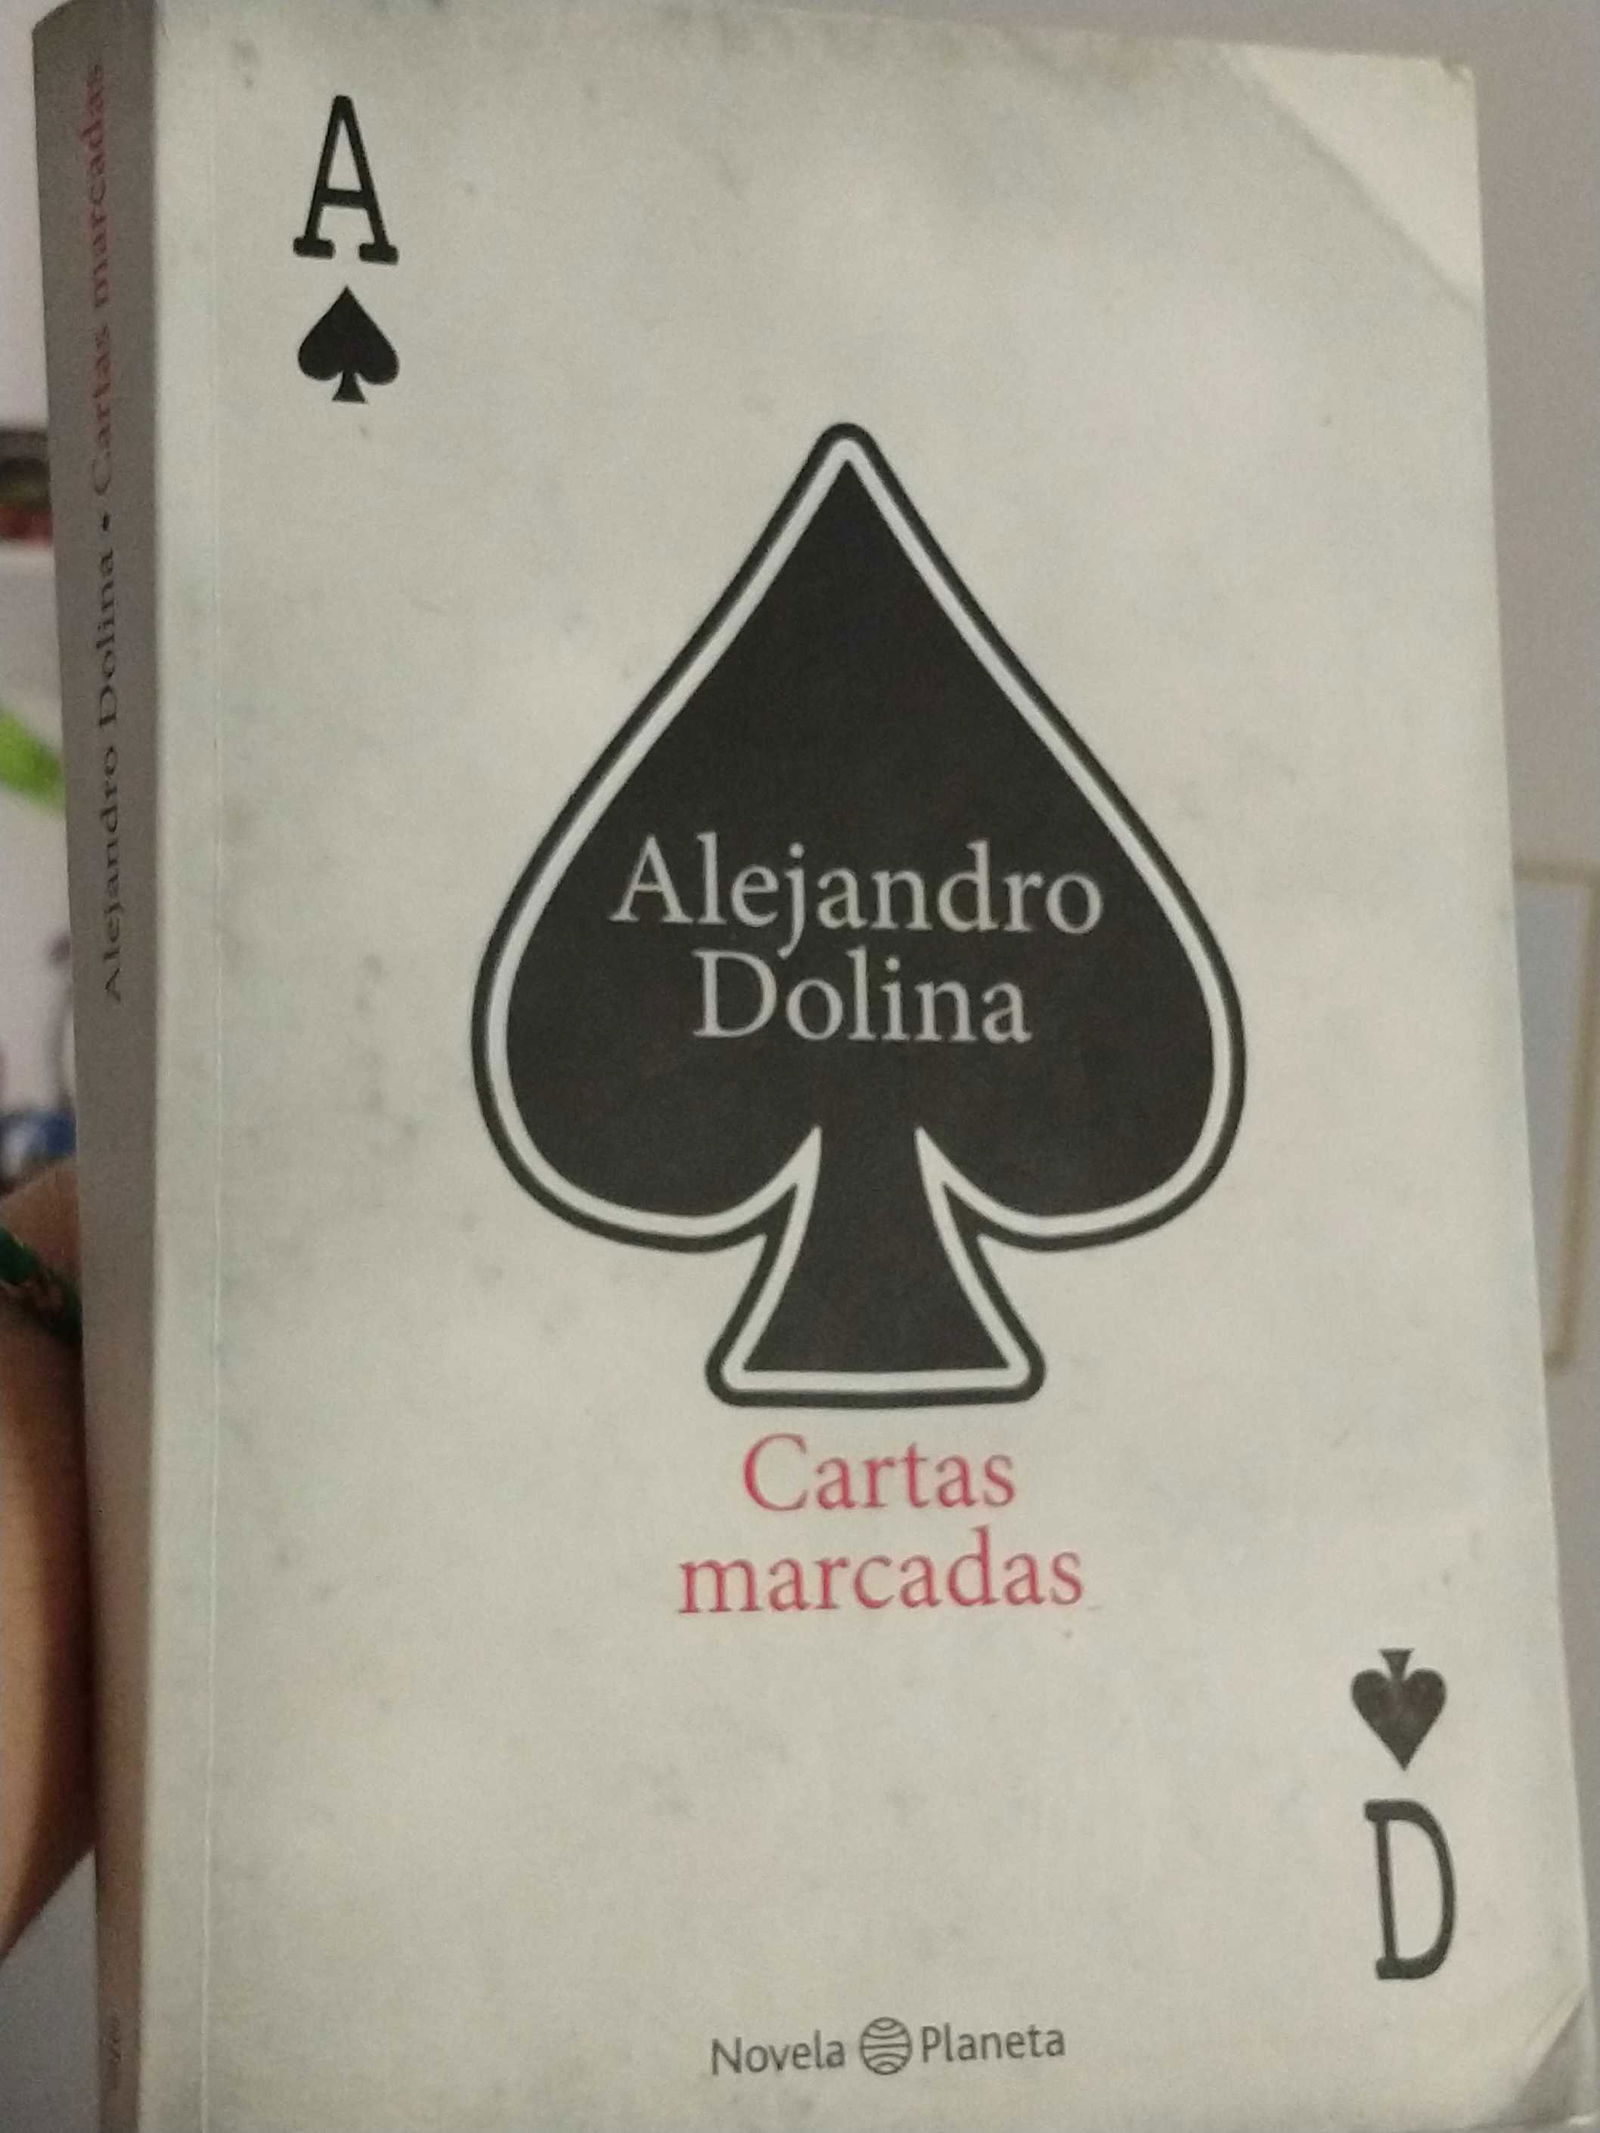 A
Alejandro Dolina • Cartas marcadas
Alejandro
Dolina
Cartas
marcadas
D
Novela Planeta